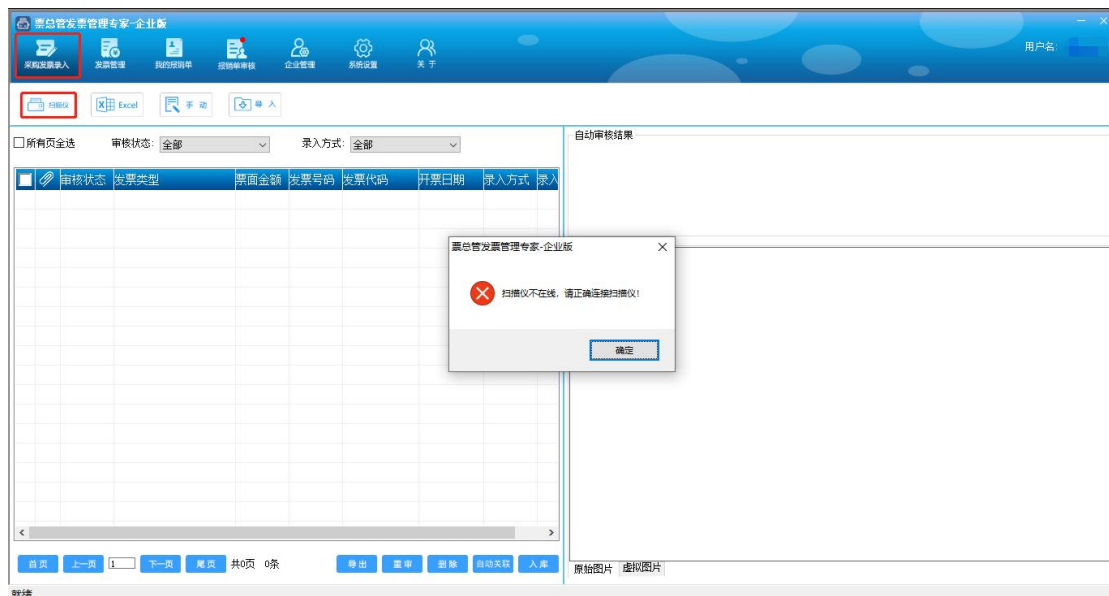 票总管发票管理专家-企业版
采购发票录入 发票管理 我的报销单 报销单审核 企业管理 系统设置 关于
用户名:
扫描仪 Excel 手动 导入
所有页全选 审核状态: 全部 录入方式: 全部
自动审核结果
审核状态 发票类型 票面金额 发票号码 发票代码 开票日期 录入方式 录入
票总管发票管理专家-企业版
扫描仪不在线，请正确连接扫描仪！
确定
首页 上一页 1 下一页 尾页 共0页 0条 导出 重审 删除 自动关联 入库
原始图片 虚拟图片
就绪